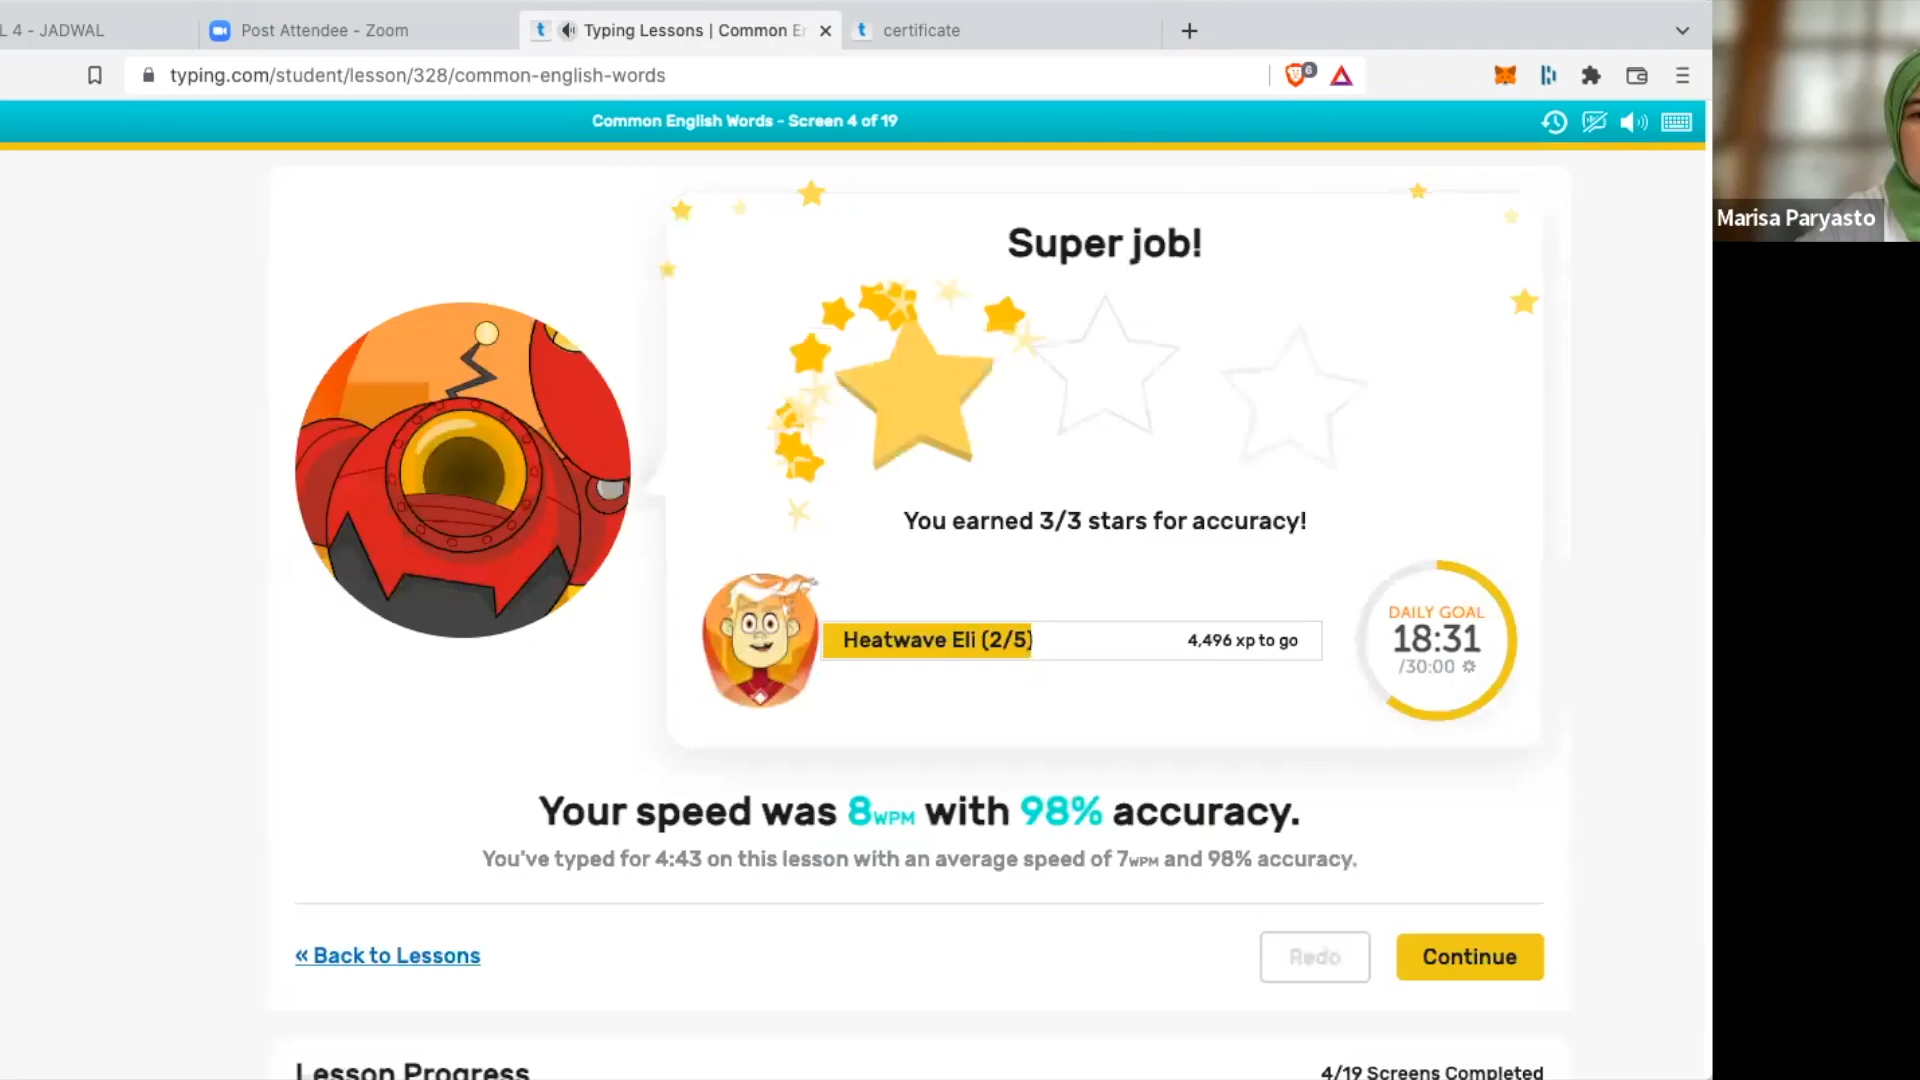 L 4 - JADWAL
Post Attendee - Zoom
Typing Lessons | Common Er
certificate
typing.com/student/lesson/328/common-english-words
6
Common English Words - Screen 4 of 19
Marisa Paryasto
Super job!
You earned 3/3 stars for accuracy!
Heatwave Eli (2/5)
4,496 xp to go
DAILY GOAL
18:31
/30:00
Your speed was 8WPM with 98% accuracy.
You've typed for 4:43 on this lesson with an average speed of 7WPM and 98% accuracy.
« Back to Lessons
Redo
Continue
Lesson Progress
4/19 Screens Completed